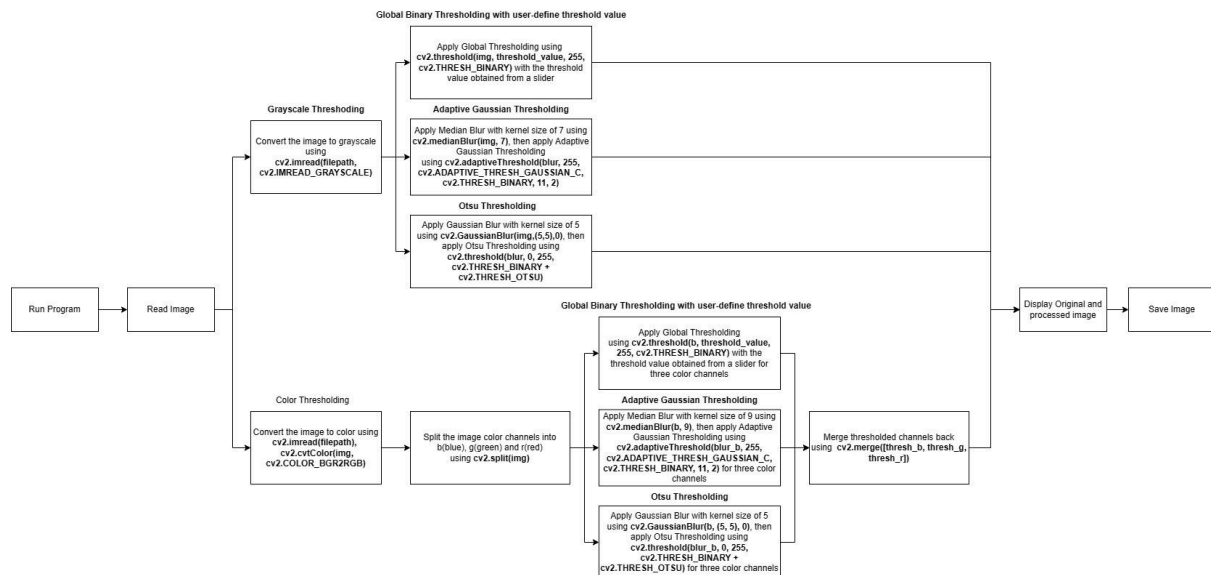 Global Binary Thresholding with user-define threshold value
Apply Global Thresholding using
cv2.threshold(img, threshold_value, 255,
cv2.THRESH_BINARY) with the threshold
value obtained from a slider
Grayscale Threshoding
Convert the image to grayscale
using
cv2.imread(filepath,
cv2.IMREAD_GRAYSCALE)
Adaptive Gaussian Thresholding
Apply Median Blur with kernel size of 7 using
cv2.medianBlur(img, 7), then apply Adaptive
Gaussian Thresholding
using cv2.adaptiveThreshold(blur, 255,
cv2.ADAPTIVE_THRESH_GAUSSIAN_C,
cv2.THRESH_BINARY, 11, 2)
Otsu Thresholding
Apply Gaussian Blur with kernel size of 5
using cv2.GaussianBlur(img,(5,5),0), then
apply Otsu Thresholding using
cv2.threshold(blur, 0, 255,
cv2.THRESH_BINARY +
cv2.THRESH_OTSU)
Run Program
Read Image
Global Binary Thresholding with user-define threshold value
Apply Global Thresholding
using cv2.threshold(b, threshold_value,
255, cv2.THRESH_BINARY) with the
threshold value obtained from a slider for
three color channels
Color Thresholding
Convert the image to color using
cv2.imread(filepath),
cv2.cvtColor(img,
cv2.COLOR_BGR2RGB)
Split the image color channels into
b(blue), g(green) and r(red)
using cv2.split(img)
Adaptive Gaussian Thresholding
Apply Median Blur with kernel size of 9 using
cv2.medianBlur(b, 9), then apply Adaptive
Gaussian Thresholding using
cv2.adaptiveThreshold(blur_b, 255,
cv2.ADAPTIVE_THRESH_GAUSSIAN_C,
cv2.THRESH_BINARY, 11, 2) for three color
channels
Otsu Thresholding
Apply Gaussian Blur with kernel size of 5
using cv2.GaussianBlur(b, (5, 5), 0), then
apply Otsu Thresholding using
cv2.threshold(blur_b, 0, 255,
cv2.THRESH_BINARY +
cv2.THRESH_OTSU) for three color channels
Merge thresholded channels back
using cv2.merge([thresh_b, thresh_g,
thresh_r])
Display Original and
processed image
Save Image